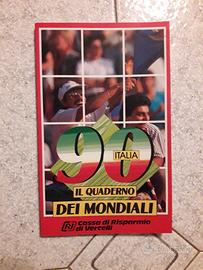 90
ITALIA
IL QUADERNO
DEI MONDIALI
Cassa di Risparmio
di Vercelli